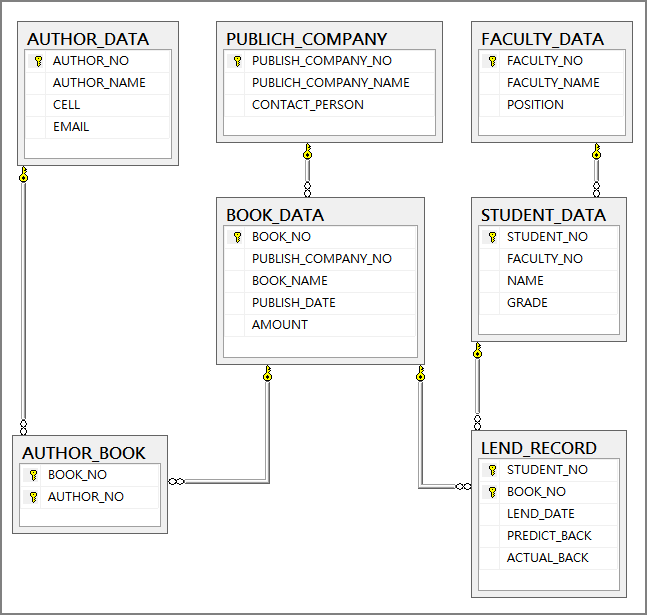 AUTHOR_DATA
AUTHOR_NO
AUTHOR_NAME
CELL
EMAIL
PUBLICH_COMPANY
PUBLISH_COMPANY_NO
PUBLICH_COMPANY_NAME
CONTACT_PERSON
FACULTY_DATA
FACULTY_NO
FACULTY_NAME
POSITION
BOOK_DATA
BOOK_NO
PUBLISH_COMPANY_NO
BOOK_NAME
PUBLISH_DATE
AMOUNT
STUDENT_DATA
STUDENT_NO
FACULTY_NO
NAME
GRADE
AUTHOR_BOOK
BOOK_NO
AUTHOR_NO
LEND_RECORD
STUDENT_NO
BOOK_NO
LEND_DATE
PREDICT_BACK
ACTUAL_BACK